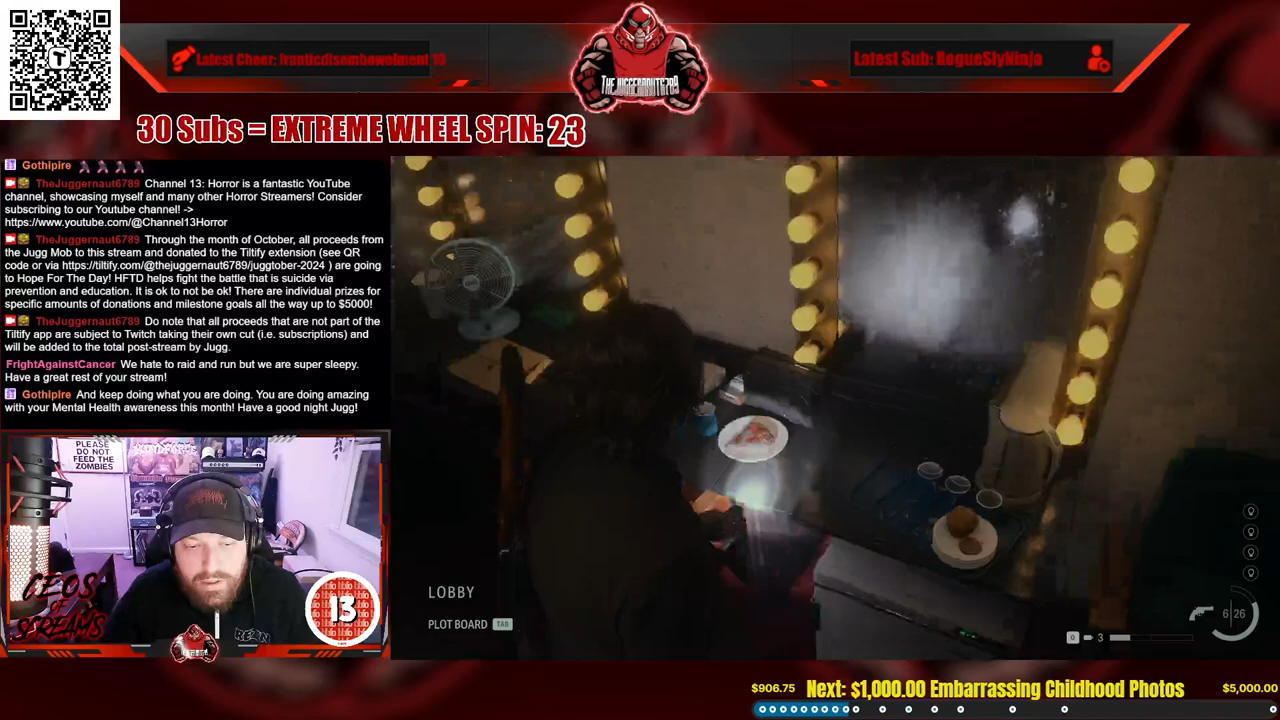 Latest Cheer: franticdisembowelment 10
THEJUGGERNAUT6789
Latest Sub: RogueSlyNinja
30 Subs = EXTREME WHEEL SPIN: 23
Gothipire
TheJuggernaut6789 Channel 13: Horror is a fantastic YouTube
channel, showcasing myself and many other Horror Streamers! Consider
subscribing to our Youtube channel! ->
https://www.youtube.com/@Channel13Horror
TheJuggernaut6789 Through the month of October, all proceeds from
the Jugg Mob to this stream and donated to the Tiltify extension (see QR
code or via https://tiltify.com/@thejuggernaut6789/juggtober-2024 ) are going
to Hope For The Day! HFTD helps fight the battle that is suicide via
prevention and education. It is ok to not be ok! There are individual prizes for
specific amounts of donations and milestone goals all the way up to $5000!
TheJuggernaut6789 Do note that all proceeds that are not part of the
Tiltify app are subject to Twitch taking their own cut (i.e. subscriptions) and
will be added to the total post-stream by Jugg.
FrightAgainstCancer We hate to raid and run but we are super sleepy.
Have a great rest of your stream!
Gothipire And keep doing what you are doing. You are doing amazing
with your Mental Health awareness this month! Have a good night Jugg!
PLEASE
DO NOT
FEED THE
ZOMBIES
CEOS
OF
SCREAMS
13
LOBBY
PLOT BOARD TAB
6 26
Q 3
$906.75 Next: $1,000.00 Embarrassing Childhood Photos $5,000.00